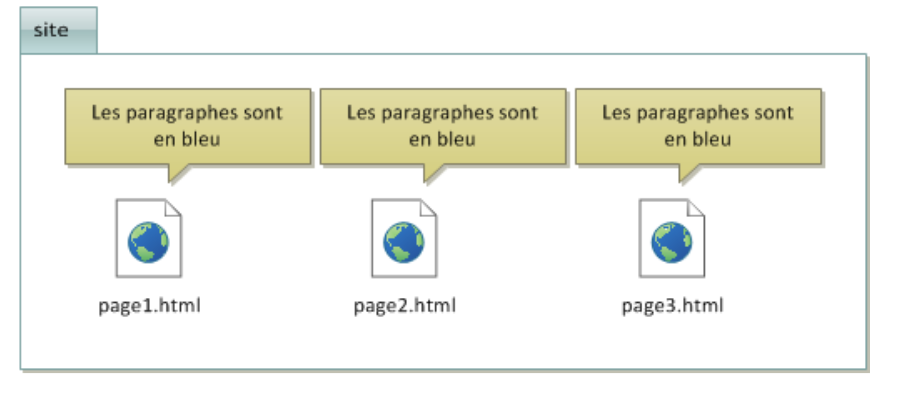 site
Les paragraphes sont
en bleu
Les paragraphes sont
en bleu
Les paragraphes sont
en bleu
page1.html
page2.html
page3.html